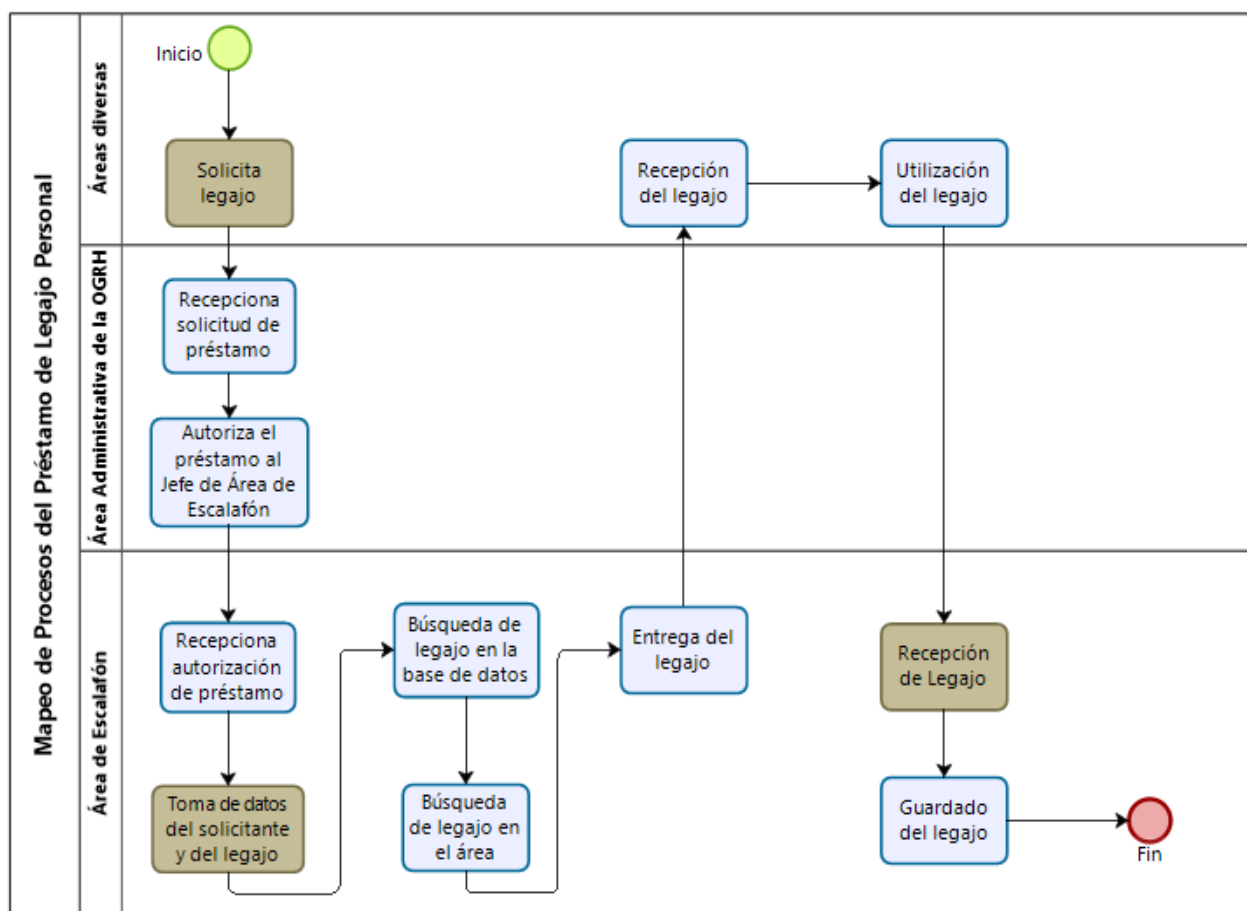 Mapeo de Procesos del Préstamo de Legajo Personal
Áreas diversas
Inicio
Solicita
legajo
Recepción
del legajo
Utilización
del legajo
Área Administrativa de la OGRH
Recepciona
solicitud de
préstamo
Autoriza el
préstamo al
Jefe de Área de
Escalafón
Área de Escalafón
Recepciona
autorización
de préstamo
Toma de datos
del solicitante
y del legajo
Búsqueda de
legajo en la
base de datos
Búsqueda
de legajo en
el área
Entrega del
legajo
Recepción
de Legajo
Guardado
del legajo
Fin